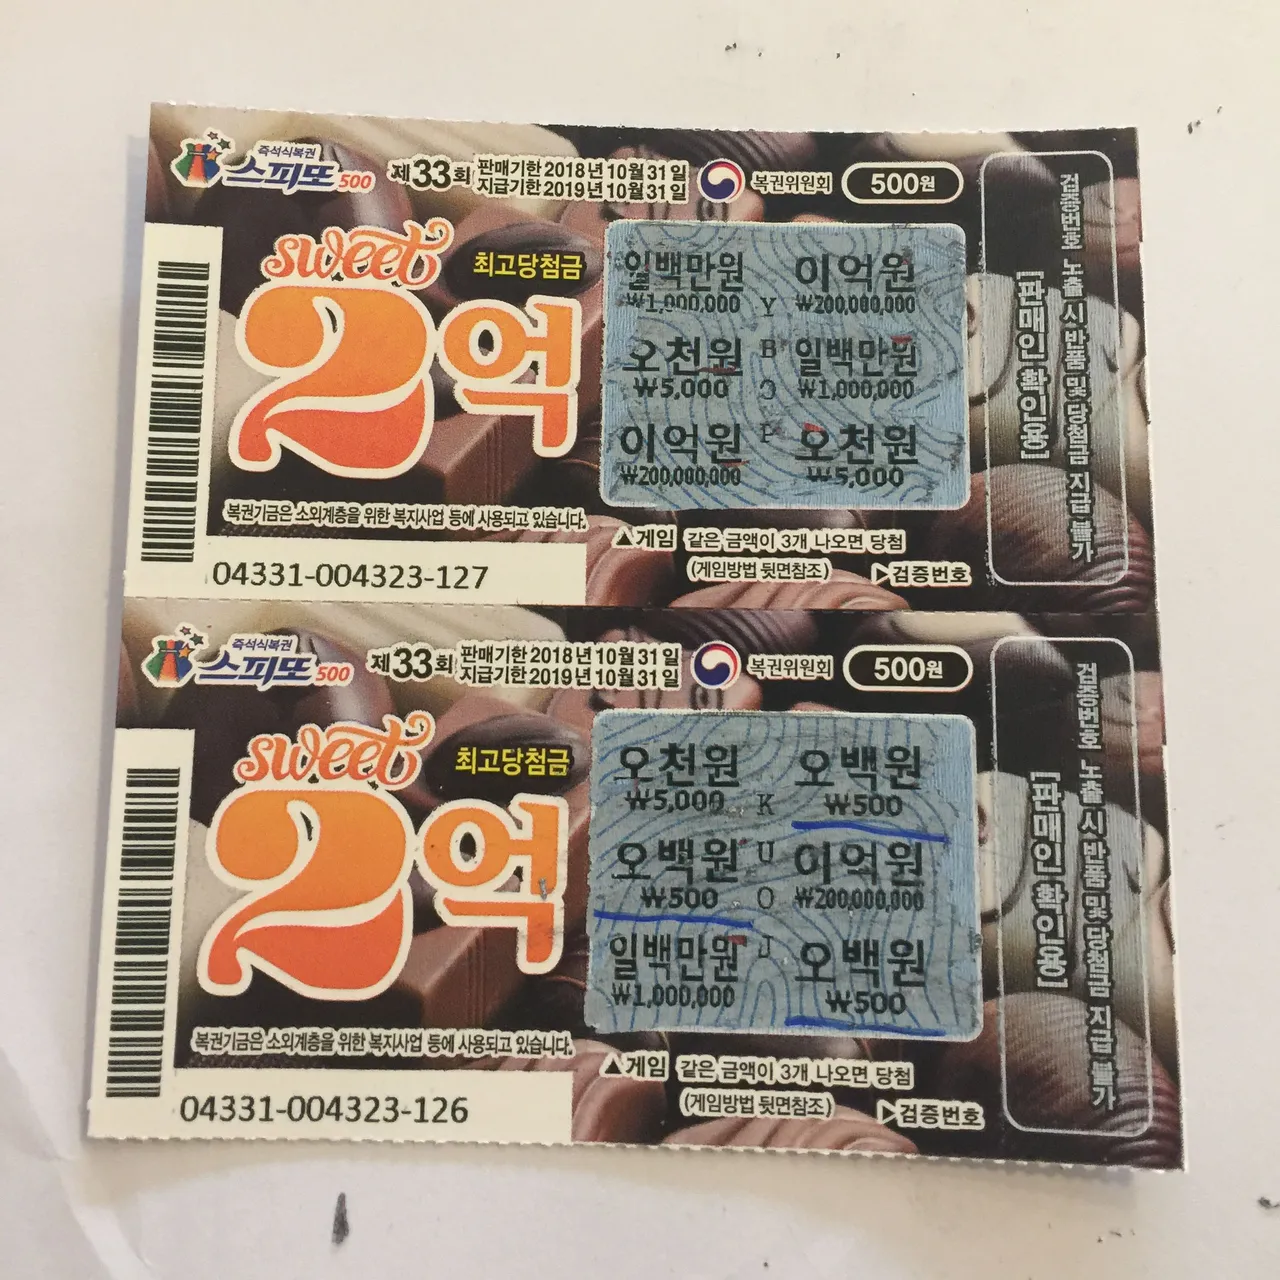 즉석식복권
스피또500 제33회 판매기한 2018년 10월 31일
지급기한 2019년 10월 31일
복권위원회 500원
sweet 최고당첨금
2억
일백만원 이억원
₩1,000,000 Y ₩200,000,000
오천원 B 일백만원
₩5,000 C ₩1,000,000
이억원 P 오천원
₩200,000,000 ₩5,000
복권기금은 소외계층을 위한 복지사업 등에 사용되고 있습니다.
▲게임 같은 금액이 3개 나오면 당첨
(게임방법 뒷면참조) ▷검증번호
04331-004323-127
검증번호 노출 시 반품 및 당첨금 지급 불가
[판매인 확인용]
즉석식복권
스피또500 제33회 판매기한 2018년 10월 31일
지급기한 2019년 10월 31일
복권위원회 500원
sweet 최고당첨금
2억
오천원 오백원
₩5,000 K ₩500
오백원 U 이억원
₩500 O ₩200,000,000
일백만원 J 오백원
₩1,000,000 ₩500
복권기금은 소외계층을 위한 복지사업 등에 사용되고 있습니다.
▲게임 같은 금액이 3개 나오면 당첨
(게임방법 뒷면참조) ▷검증번호
04331-004323-126
검증번호 노출 시 반품 및 당첨금 지급 불가
[판매인 확인용]